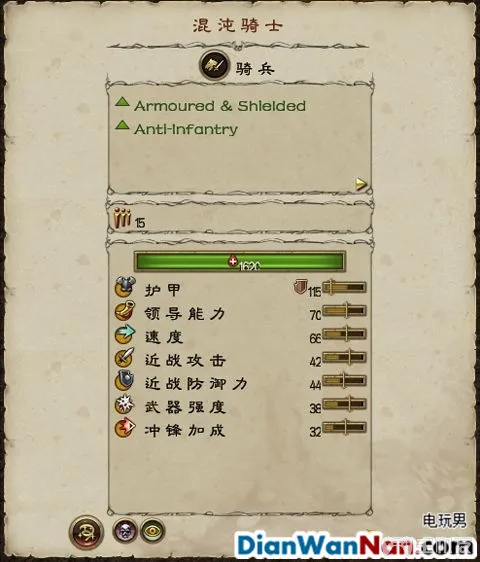 混沌骑士
骑兵
Armoured & Shielded
Anti-Infantry
15
1620
护甲 115
领导能力 70
速度 66
近战攻击 42
近战防御力 44
武器强度 38
冲锋加成 32
电玩男
DianWanNan.com